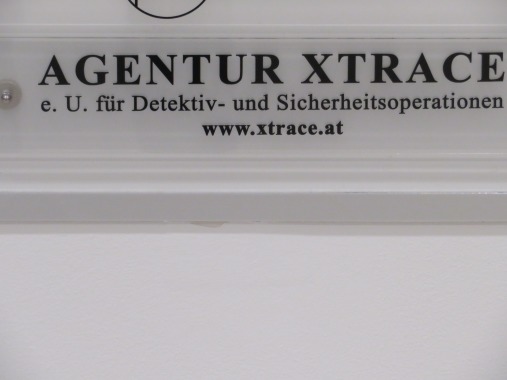 AGENTUR XTRACE
e. U. für Detektiv- und Sicherheitsoperationen
www.xtrace.at